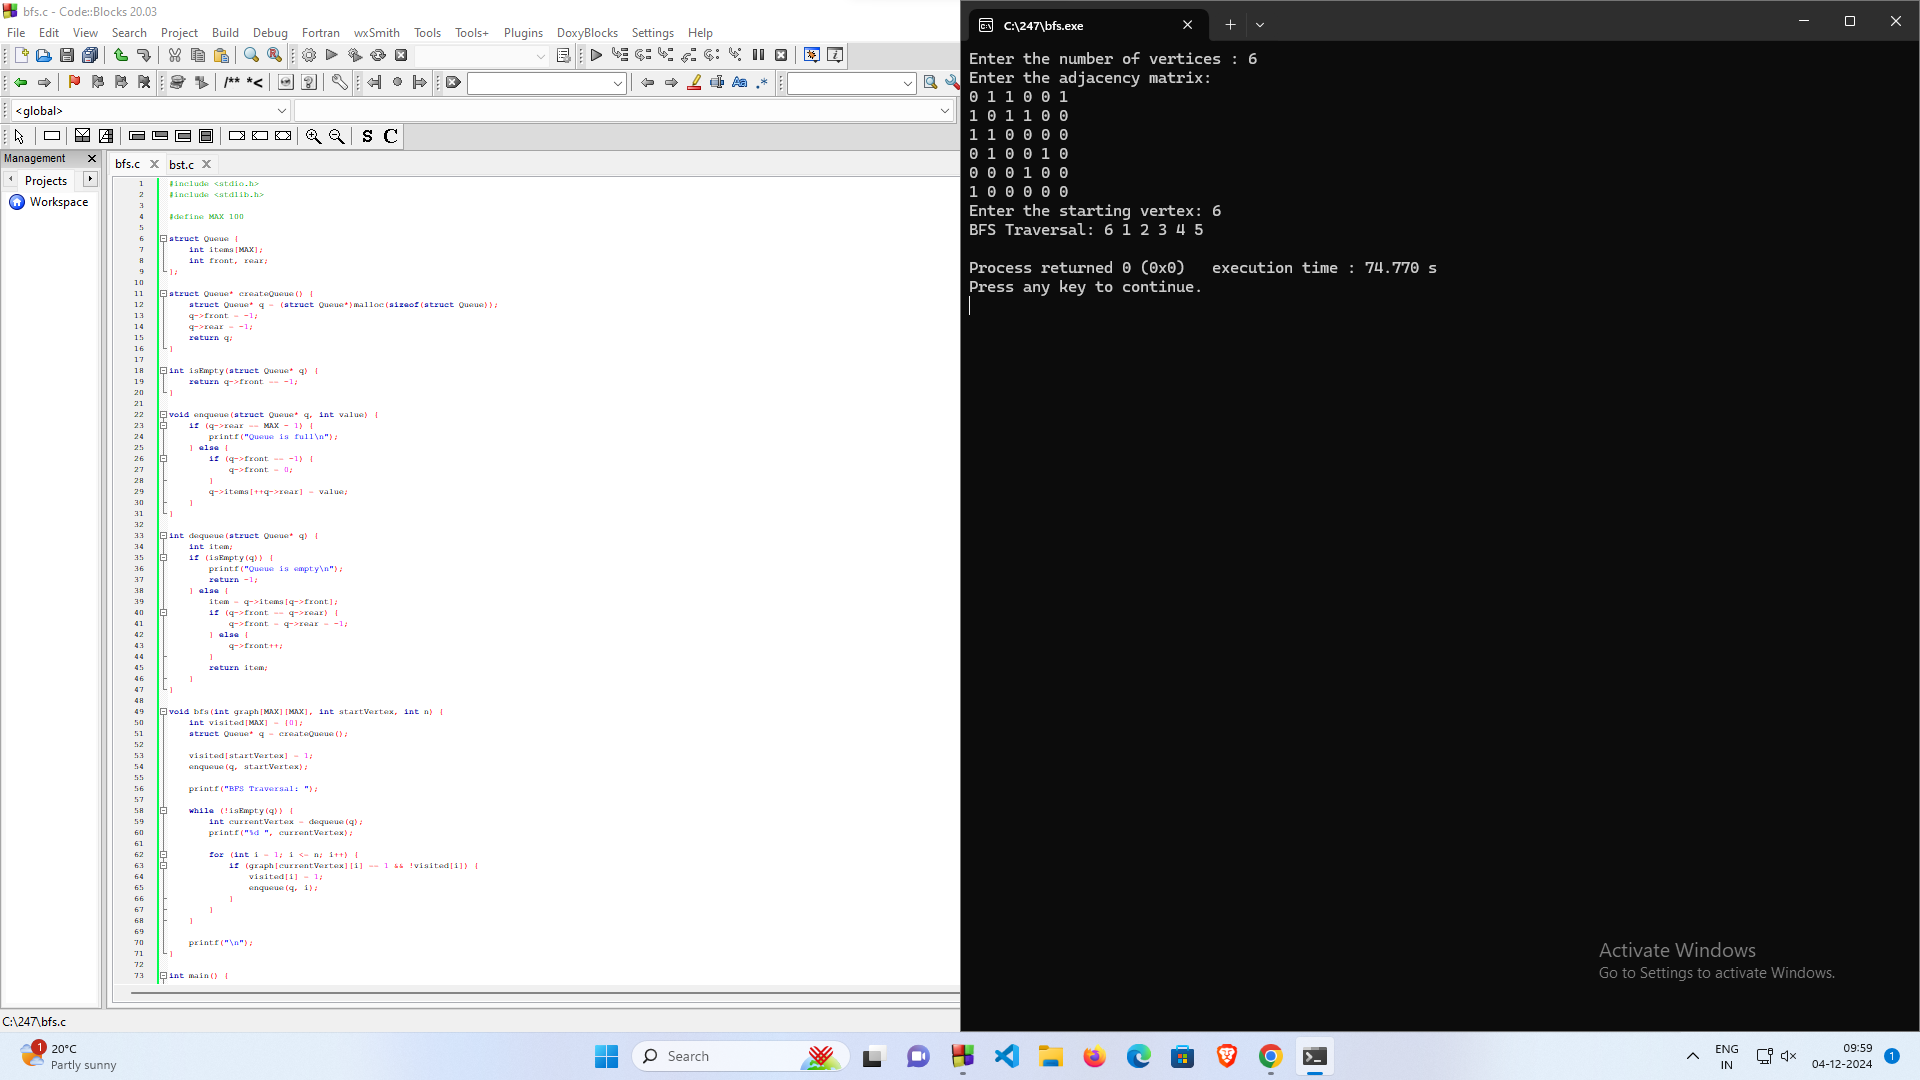 bfs.c - Code::Blocks 20.03
File Edit View Search Project Build Debug Fortran wxSmith Tools Tools+ Plugins DoxyBlocks Settings Help
/** *<
Aa .*
<global>
S C
Management
Projects
Workspace
bfs.c
bst.c
1 #include <stdio.h>
2 #include <stdlib.h>
3
4 #define MAX 100
5
6 struct Queue {
7 int items[MAX];
8 int front, rear;
9 };
10
11 struct Queue* createQueue() {
12 struct Queue* q = (struct Queue*)malloc(sizeof(struct Queue));
13 q->front = -1;
14 q->rear = -1;
15 return q;
16 }
17
18 int isEmpty(struct Queue* q) {
19 return q->front == -1;
20 }
21
22 void enqueue(struct Queue* q, int value) {
23 if (q->rear == MAX - 1) {
24 printf("Queue is full\n");
25 } else {
26 if (q->front == -1) {
27 q->front = 0;
28 }
29 q->items[++q->rear] = value;
30 }
31 }
32
33 int dequeue(struct Queue* q) {
34 int item;
35 if (isEmpty(q)) {
36 printf("Queue is empty\n");
37 return -1;
38 } else {
39 item = q->items[q->front];
40 if (q->front == q->rear) {
41 q->front = q->rear = -1;
42 } else {
43 q->front++;
44 }
45 return item;
46 }
47 }
48
49 void bfs(int graph[MAX][MAX], int startVertex, int n) {
50 int visited[MAX] = {0};
51 struct Queue* q = createQueue();
52
53 visited[startVertex] = 1;
54 enqueue(q, startVertex);
55
56 printf("BFS Traversal: ");
57
58 while (!isEmpty(q)) {
59 int currentVertex = dequeue(q);
60 printf("%d ", currentVertex);
61
62 for (int i = 1; i <= n; i++) {
63 if (graph[currentVertex][i] == 1 && !visited[i]) {
64 visited[i] = 1;
65 enqueue(q, i);
66 }
67 }
68 }
69
70 printf("\n");
71 }
72
73 int main() {
C:\247\bfs.c
C:\247\bfs.exe
Enter the number of vertices : 6
Enter the adjacency matrix:
0 1 1 0 0 1
1 0 1 1 0 0
1 1 0 0 0 0
0 1 0 0 1 0
0 0 0 1 0 0
1 0 0 0 0 0
Enter the starting vertex: 6
BFS Traversal: 6 1 2 3 4 5
Process returned 0 (0x0)   execution time : 74.770 s
Press any key to continue.
Activate Windows
Go to Settings to activate Windows.
1
20°C
Partly sunny
Search
ENG
IN
09:59
04-12-2024
1